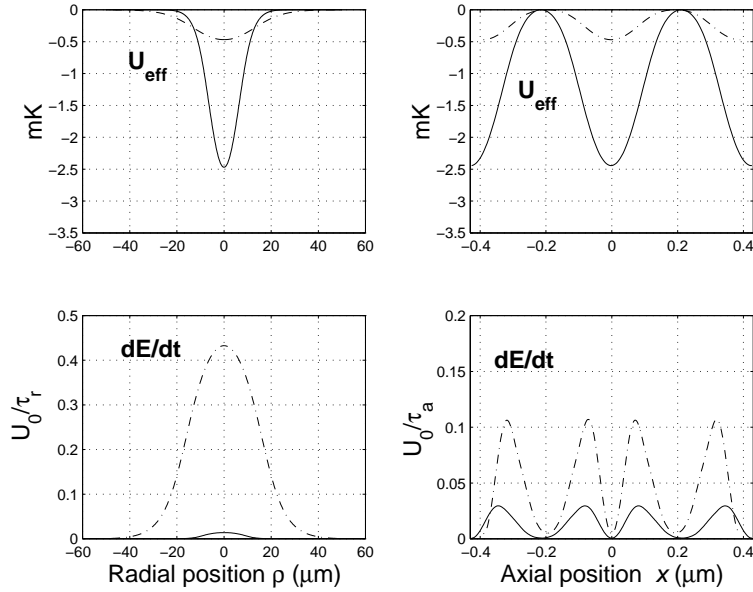 0
−0.5
−1
−1.5
−2
−2.5
−3
−3.5
mK
U_eff
−60 −40 −20 0 20 40 60
0
−0.5
−1
−1.5
−2
−2.5
−3
−3.5
mK
U_eff
−0.4 −0.2 0 0.2 0.4
0.5
0.4
0.3
0.2
0.1
0
U_0/τ_r
dE/dt
−60 −40 −20 0 20 40 60
Radial position ρ (μm)
0.2
0.15
0.1
0.05
0
U_0/τ_a
dE/dt
−0.4 −0.2 0 0.2 0.4
Axial position x (μm)